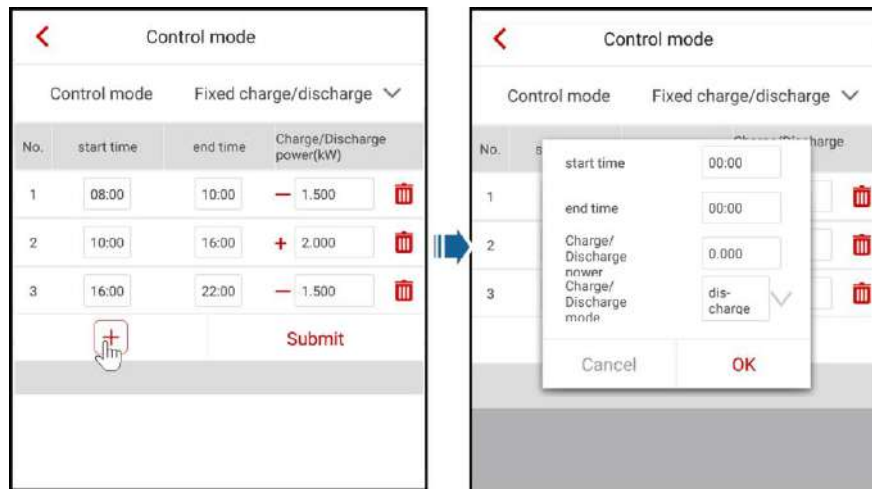 Control mode
Control mode Fixed charge/discharge
No. start time end time Charge/Discharge
power(kW)
1 08:00 10:00 − 1.500
2 10:00 16:00 + 2.000
3 16:00 22:00 − 1.500
+ Submit
Control mode
Control mode Fixed charge/discharge
No.
1
2
3
start time 00:00
end time 00:00
Charge/
Discharge
power
0.000
Charge/
Discharge
mode
dis-
charge
Cancel OK